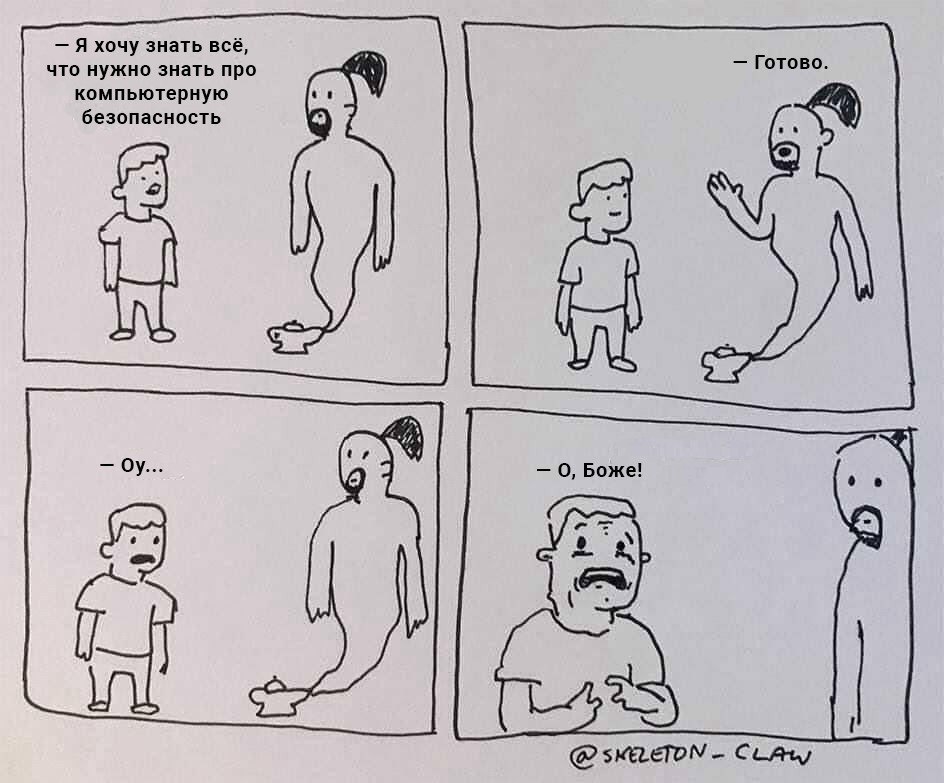 — Я хочу знать всё,
что нужно знать про
компьютерную
безопасность
— Готово.
— Оу...
— О, Боже!
@SKELETON_CLAW